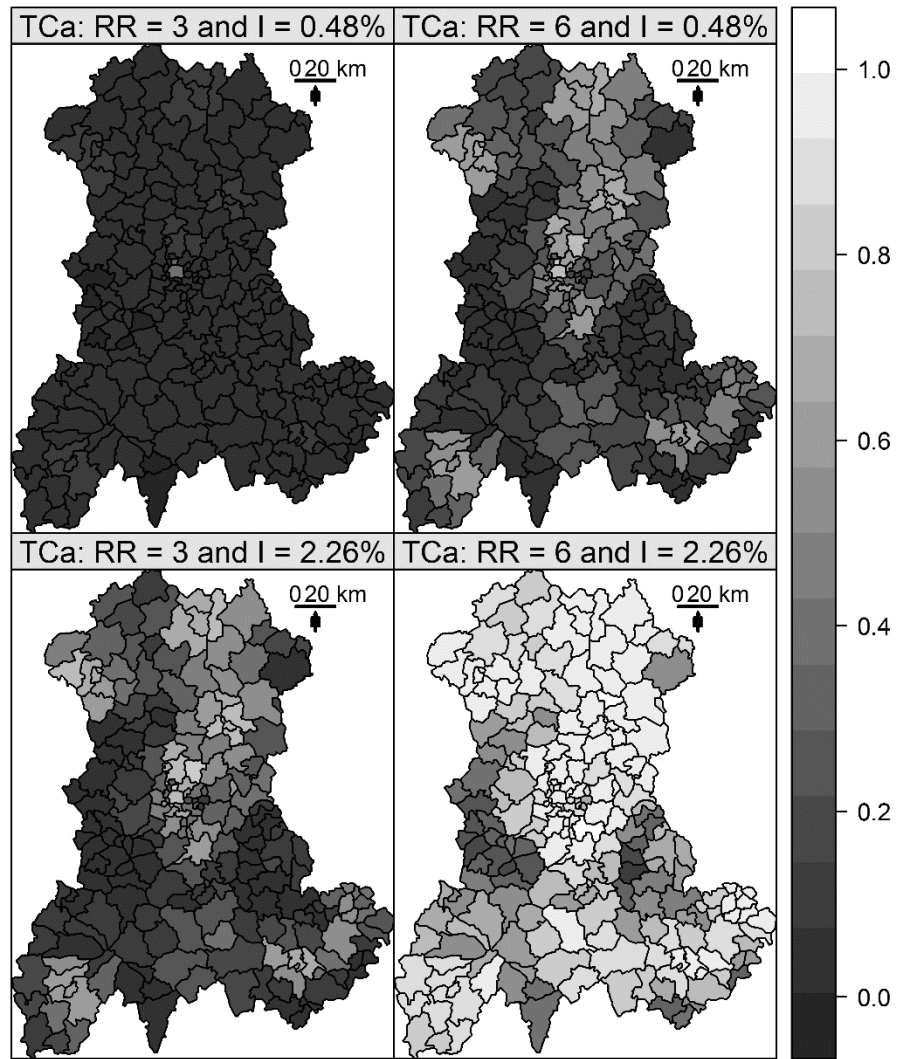 TCa: RR = 3 and I = 0.48%
TCa: RR = 6 and I = 0.48%
0 20 km
0 20 km
TCa: RR = 3 and I = 2.26%
TCa: RR = 6 and I = 2.26%
0 20 km
0 20 km
1.0
0.8
0.6
0.4
0.2
0.0